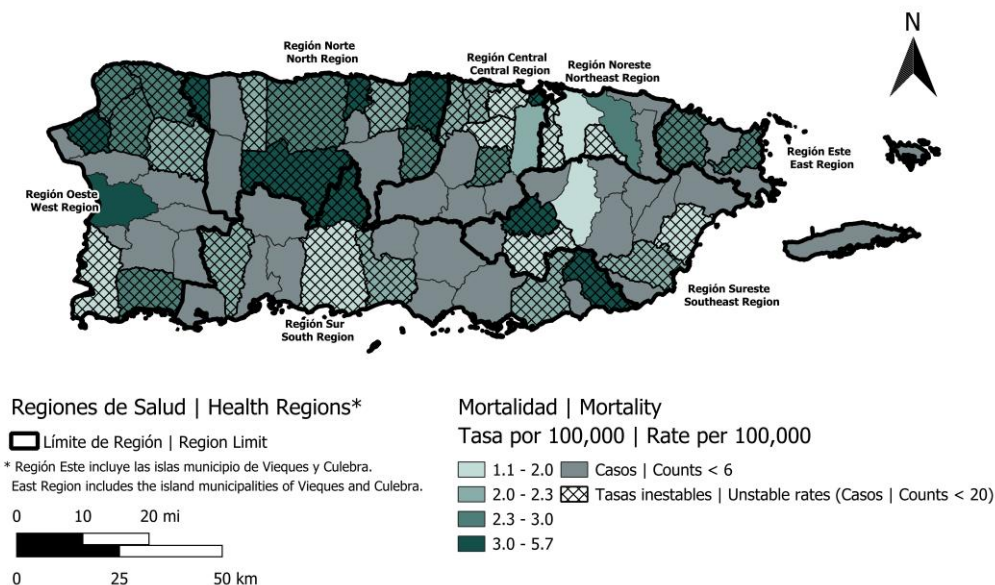 N
Región Norte
North Region
Región Central
Central Region
Región Noreste
Northeast Region
Región Este
East Region
Región Oeste
West Region
Región Sureste
Southeast Region
Región Sur
South Region
Regiones de Salud | Health Regions*
Límite de Región | Region Limit
* Región Este incluye las islas municipio de Vieques y Culebra.
East Region includes the island municipalities of Vieques and Culebra.
0 10 20 mi
0 25 50 km
Mortalidad | Mortality
Tasa por 100,000 | Rate per 100,000
1.1 - 2.0
2.0 - 2.3
2.3 - 3.0
3.0 - 5.7
Casos | Counts < 6
Tasas inestables | Unstable rates (Casos | Counts < 20)